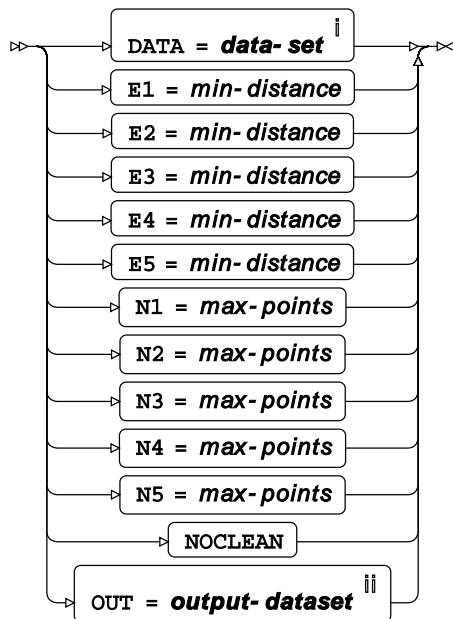 DATA = data-set i
E1 = min-distance
E2 = min-distance
E3 = min-distance
E4 = min-distance
E5 = min-distance
N1 = max-points
N2 = max-points
N3 = max-points
N4 = max-points
N5 = max-points
NOCLEAN
OUT = output-dataset ii